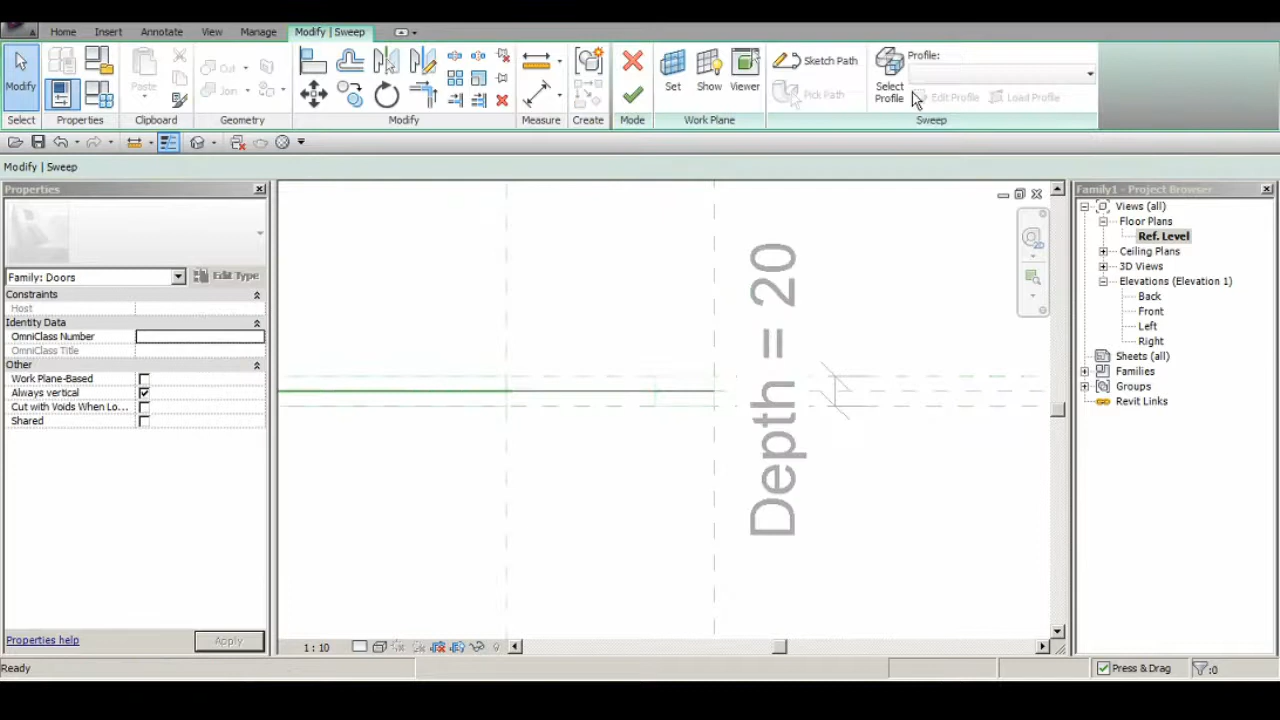 Home Insert Annotate View Manage Modify | Sweep
Modify
Select
Properties
Paste
Clipboard
Cut
Join
Geometry
Modify
Measure
Create
Mode
Set
Show
Viewer
Work Plane
Sketch Path
Pick Path
Select
Profile
Profile:
Edit Profile
Load Profile
Sweep
Modify | Sweep
Properties
Family: Doors
Edit Type
Constraints
Host
Identity Data
OmniClass Number
OmniClass Title
Other
Work Plane-Based
Always vertical
Cut with Voids When Lo...
Shared
Properties help
Apply
Depth = 20
2D
1 : 10
Family1 - Project Browser
Views (all)
Floor Plans
Ref. Level
Ceiling Plans
3D Views
Elevations (Elevation 1)
Back
Front
Left
Right
Sheets (all)
Families
Groups
Revit Links
Ready
Press & Drag
:0